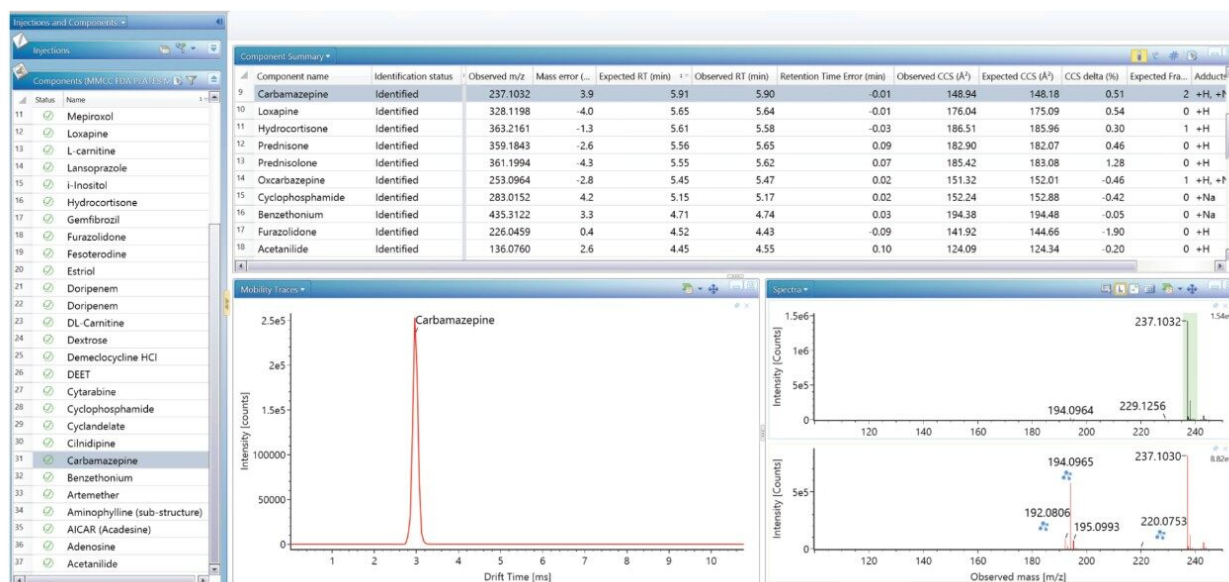 Injections and Components
Injections
Components (MMCC FDA PLATES M
Status Name
11 Mepiroxol
12 Loxapine
13 L-carnitine
14 Lansoprazole
15 i-Inositol
16 Hydrocortisone
17 Gemfibrozil
18 Furazolidone
19 Fesoterodine
20 Estriol
21 Doripenem
22 Doripenem
23 DL-Carnitine
24 Dextrose
25 Demeclocycline HCl
26 DEET
27 Cytarabine
28 Cyclophosphamide
29 Cyclandelate
30 Cilnidipine
31 Carbamazepine
32 Benzethonium
33 Artemether
34 Aminophylline (sub-structure)
35 AICAR (Acadesine)
36 Adenosine
37 Acetanilide
Component Summary
Component name Identification status Observed m/z Mass error (... Expected RT (min) Observed RT (min) Retention Time Error (min) Observed CCS (Å²) Expected CCS (Å²) CCS delta (%) Expected Fra... Adducts
9 Carbamazepine Identified 237.1032 3.9 5.91 5.90 -0.01 148.94 148.18 0.51 2 +H, +N
10 Loxapine Identified 328.1198 -4.0 5.65 5.64 -0.01 176.04 175.09 0.54 0 +H
11 Hydrocortisone Identified 363.2161 -1.3 5.61 5.58 -0.03 186.51 185.96 0.30 1 +H
12 Prednisone Identified 359.1843 -2.6 5.56 5.65 0.09 182.90 182.07 0.46 0 +H
13 Prednisolone Identified 361.1994 -4.3 5.55 5.62 0.07 185.42 183.08 1.28 0 +H
14 Oxcarbazepine Identified 253.0964 -2.8 5.45 5.47 0.02 151.32 152.01 -0.46 1 +H, +N
15 Cyclophosphamide Identified 283.0152 4.2 5.15 5.17 0.02 152.24 152.88 -0.42 0 +Na
16 Benzethonium Identified 435.3122 3.3 4.71 4.74 0.03 194.38 194.48 -0.05 0 +Na
17 Furazolidone Identified 226.0459 0.4 4.52 4.43 -0.09 141.92 144.66 -1.90 0 +H
18 Acetanilide Identified 136.0760 2.6 4.45 4.55 0.10 124.09 124.34 -0.20 0 +H
Mobility Traces
Carbamazepine
Intensity [counts]
2.5e5
2e5
1.5e5
100000
50000
0
1 2 3 4 5 6 7 8 9 10
Drift Time [ms]
Spectra
1.54e
Intensity [Counts]
1.5e6
1e6
5e5
0
237.1032
194.0964
229.1256
120 140 160 180 200 220 240
8.82e
Intensity [Counts]
5e5
0
237.1030
194.0965
192.0806
195.0993
220.0753
120 140 160 180 200 220 240
Observed mass [m/z]